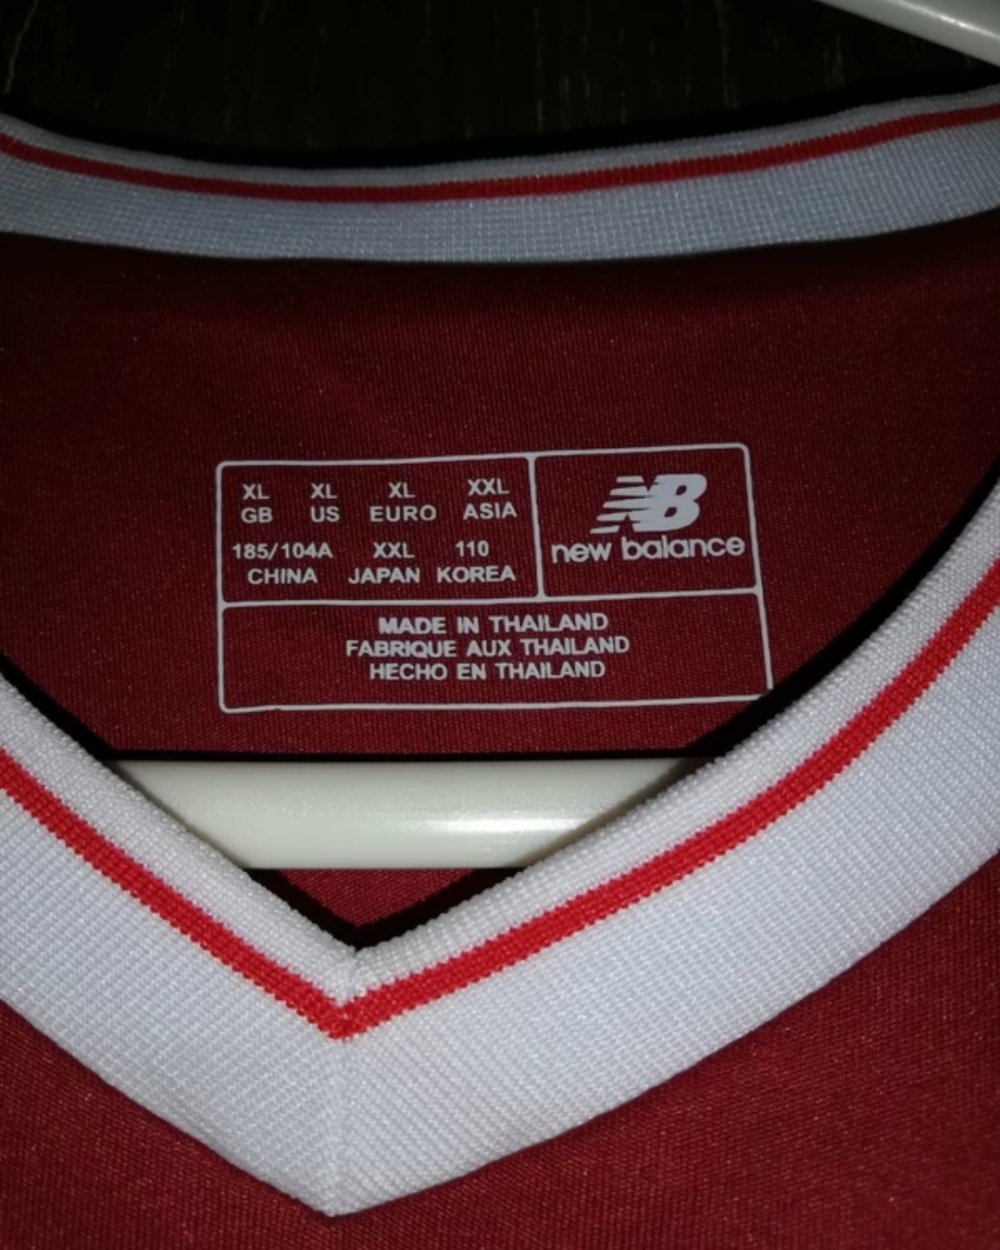 XL XL XL XXL
GB US EURO ASIA
185/104A XXL 110
CHINA JAPAN KOREA
NB
new balance
MADE IN THAILAND
FABRIQUE AUX THAILAND
HECHO EN THAILAND